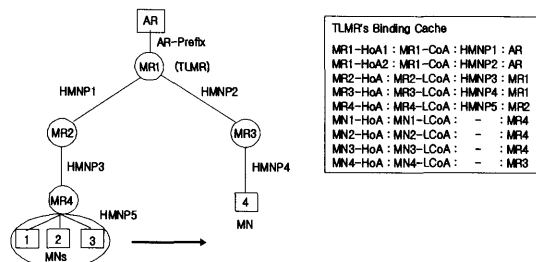 AR
AR-Prefix
MR1 (TLMR)
HMNP1
HMNP2
MR2
MR3
HMNP3
HMNP4
MR4
HMNP5
1 2 3
MNs
4
MN
TLMR's Binding Cache
MR1-HoA1 : MR1-CoA : HMNP1 : AR
MR1-HoA2 : MR1-CoA : HMNP2 : AR
MR2-HoA : MR2-LCoA : HMNP3 : MR1
MR3-HoA : MR3-LCoA : HMNP4 : MR1
MR4-HoA : MR4-LCoA : HMNP5 : MR2
MN1-HoA : MN1-LCoA : - : MR4
MN2-HoA : MN2-LCoA : - : MR4
MN3-HoA : MN3-LCoA : - : MR4
MN4-HoA : MN4-LCoA : - : MR3